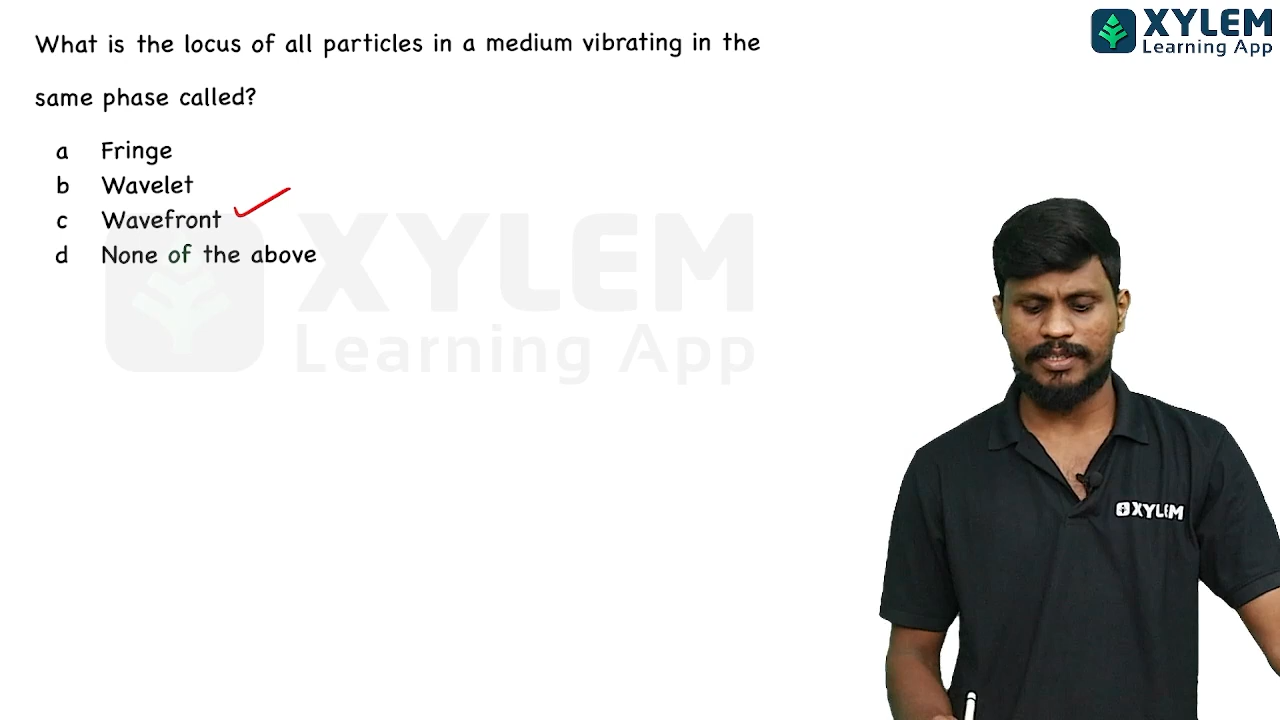 XYLEM
Learning App
What is the locus of all particles in a medium vibrating in the
same phase called?
a Fringe
b Wavelet
c Wavefront
d None of the above
XYLEM
Learning App
XYLEM